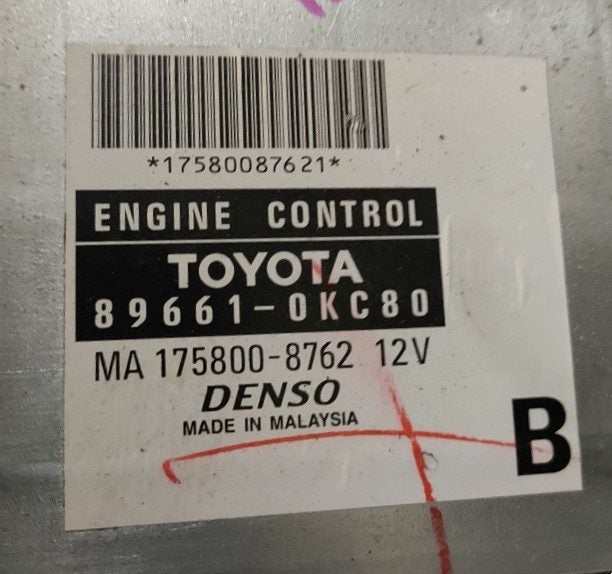 *17580087621*
ENGINE CONTROL
TOYOTA
89661-0KC80
MA 175800-8762 12V
DENSO
MADE IN MALAYSIA
B